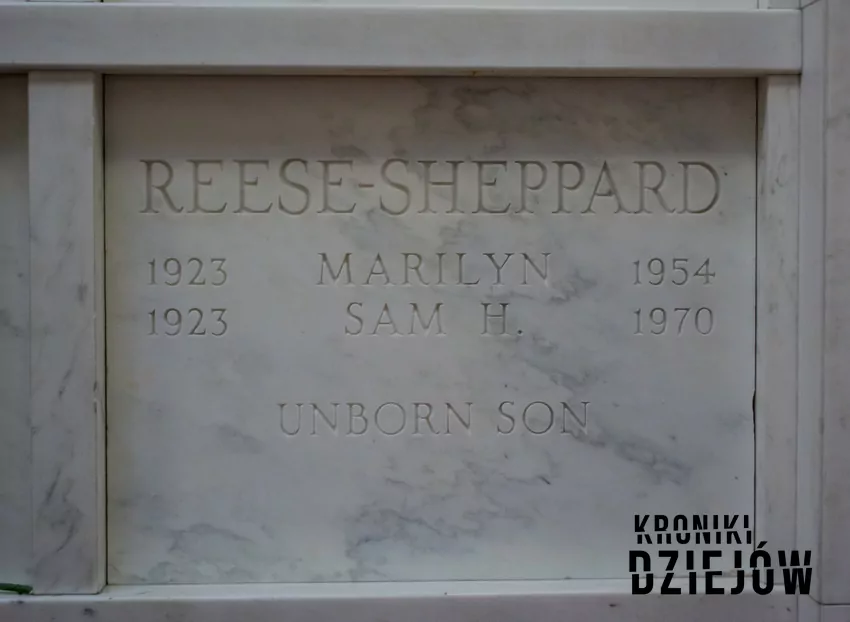 REESE-SHEPPARD
1923 MARILYN 1954
1923 SAM H. 1970
UNBORN SON
KRONIKI
DZIEJÓW